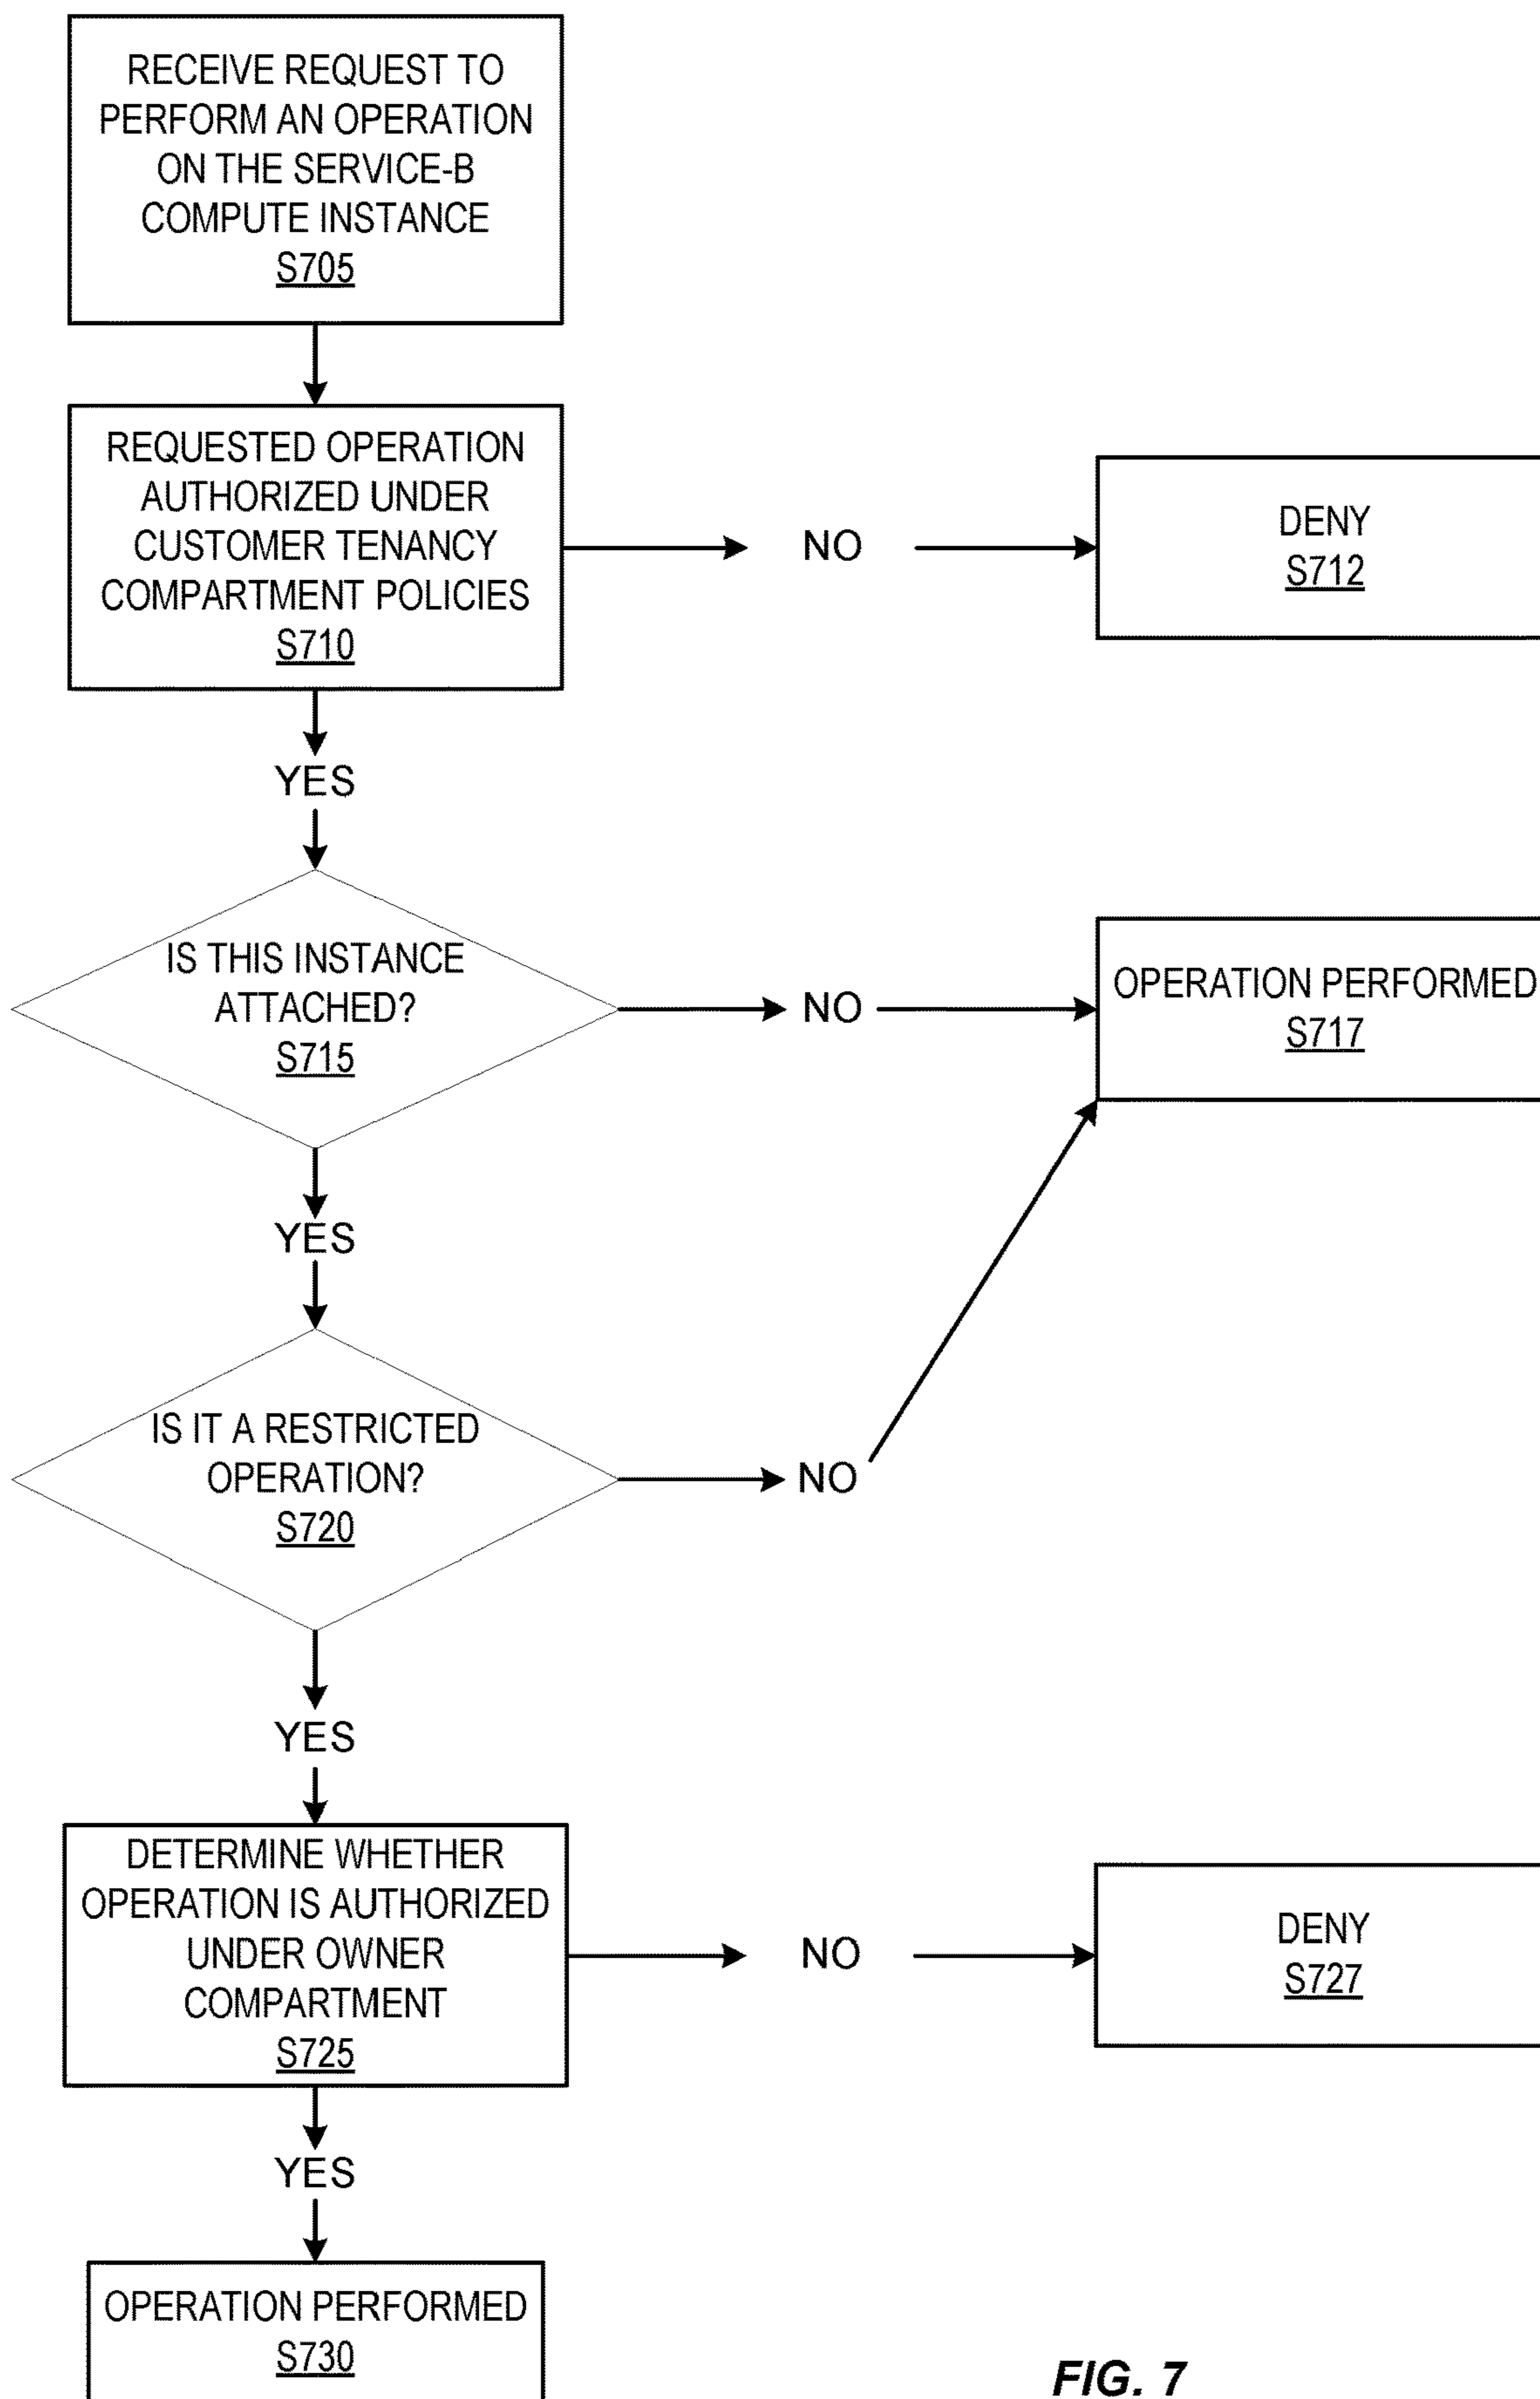 RECEIVE REQUEST TO
PERFORM AN OPERATION
ON THE SERVICE-B
COMPUTE INSTANCE
S705
REQUESTED OPERATION
AUTHORIZED UNDER
CUSTOMER TENANCY
COMPARTMENT POLICIES
S710
NO
DENY
S712
YES
IS THIS INSTANCE
ATTACHED?
S715
NO
OPERATION PERFORMED
S717
YES
IS IT A RESTRICTED
OPERATION?
S720
NO
YES
DETERMINE WHETHER
OPERATION IS AUTHORIZED
UNDER OWNER
COMPARTMENT
S725
NO
DENY
S727
YES
OPERATION PERFORMED
S730
FIG. 7